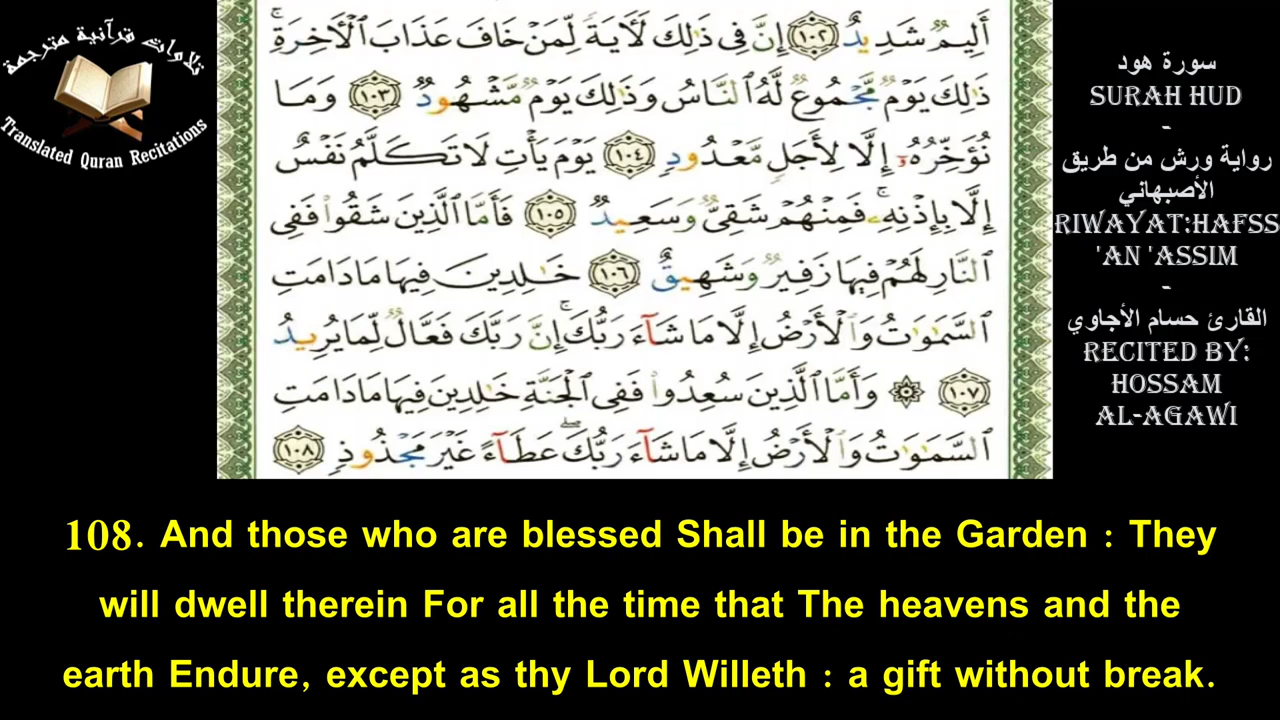 تلاوات قرآنية مترجمة
Translated Quran Recitations
أَلِيمٌ شَدِيدٌ ١٠٢ إِنَّ فِى ذَٰلِكَ لَأٓيَةً لِّمَنْ خَافَ عَذَابَ ٱلْأٓخِرَةِۚ
ذَٰلِكَ يَوْمٌ مَّجْمُوعٌ لَّهُ ٱلنَّاسُ وَذَٰلِكَ يَوْمٌ مَّشْهُودٌ ١٠٣ وَمَا
نُؤَخِّرُهُۥٓ إِلَّا لِأَجَلٍ مَّعْدُودٍ ١٠٤ يَوْمَ يَأْتِ لَا تَكَلَّمُ نَفْسٌ
إِلَّا بِإِذْنِهِۦۚ فَمِنْهُمْ شَقِىٌّ وَسَعِيدٌ ١٠٥ فَأَمَّا ٱلَّذِينَ شَقُوا۟ فَفِى
ٱلنَّارِ لَهُمْ فِيهَا زَفِيرٌ وَشَهِيقٌ ١٠٦ خَٰلِدِينَ فِيهَا مَا دَامَتِ
ٱلسَّمَٰوَٰتُ وَٱلْأَرْضُ إِلَّا مَا شَآءَ رَبُّكَۚ إِنَّ رَبَّكَ فَعَّالٌ لِّمَا يُرِيدُ
١٠٧ ۞ وَأَمَّا ٱلَّذِينَ سُعِدُوا۟ فَفِى ٱلْجَنَّةِ خَٰلِدِينَ فِيهَا مَا دَامَتِ
ٱلسَّمَٰوَٰتُ وَٱلْأَرْضُ إِلَّا مَا شَآءَ رَبُّكَۖ عَطَآءً غَيْرَ مَجْذُوذٍ ١٠٨
سورة هود
SURAH HUD
-
رواية ورش من طريق
الأصبهاني
RIWAYAT:HAFSS
'AN 'ASSIM
-
القارئ حسام الأجاوي
RECITED BY:
HOSSAM
AL-AGAWI
108. And those who are blessed Shall be in the Garden : They
will dwell therein For all the time that The heavens and the
earth Endure, except as thy Lord Willeth : a gift without break.